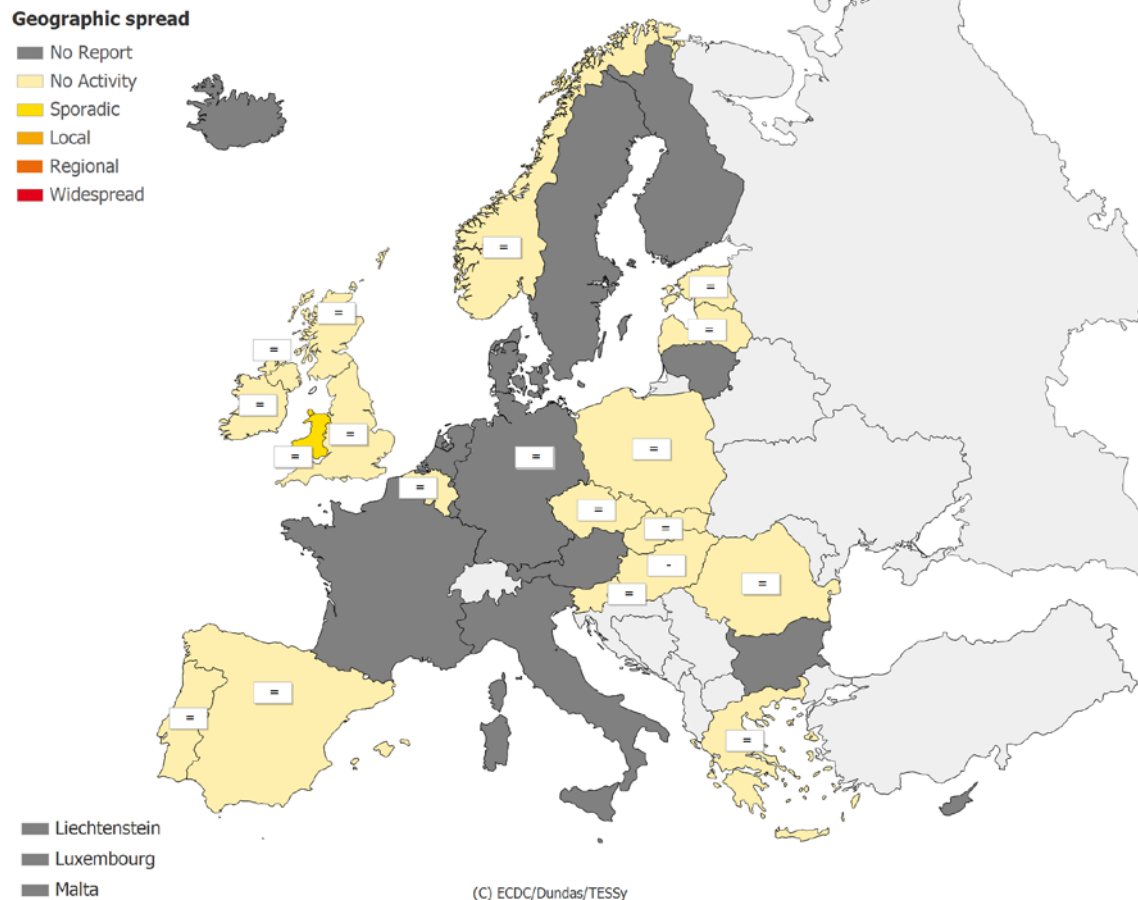 Geographic spread
No Report
No Activity
Sporadic
Local
Regional
Widespread
=
=
=
=
=
=
=
=
=
=
=
=
=
=
-
=
=
=
=
=
Liechtenstein
Luxembourg
Malta
(C) ECDC/Dundas/TESSy